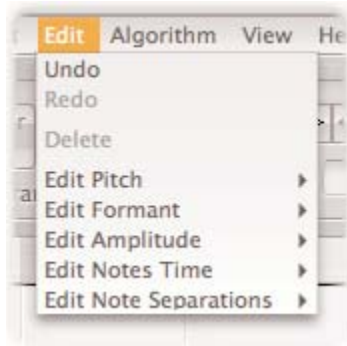 Edit Algorithm View
Undo
Redo
Delete
Edit Pitch
Edit Formant
Edit Amplitude
Edit Notes Time
Edit Note Separations